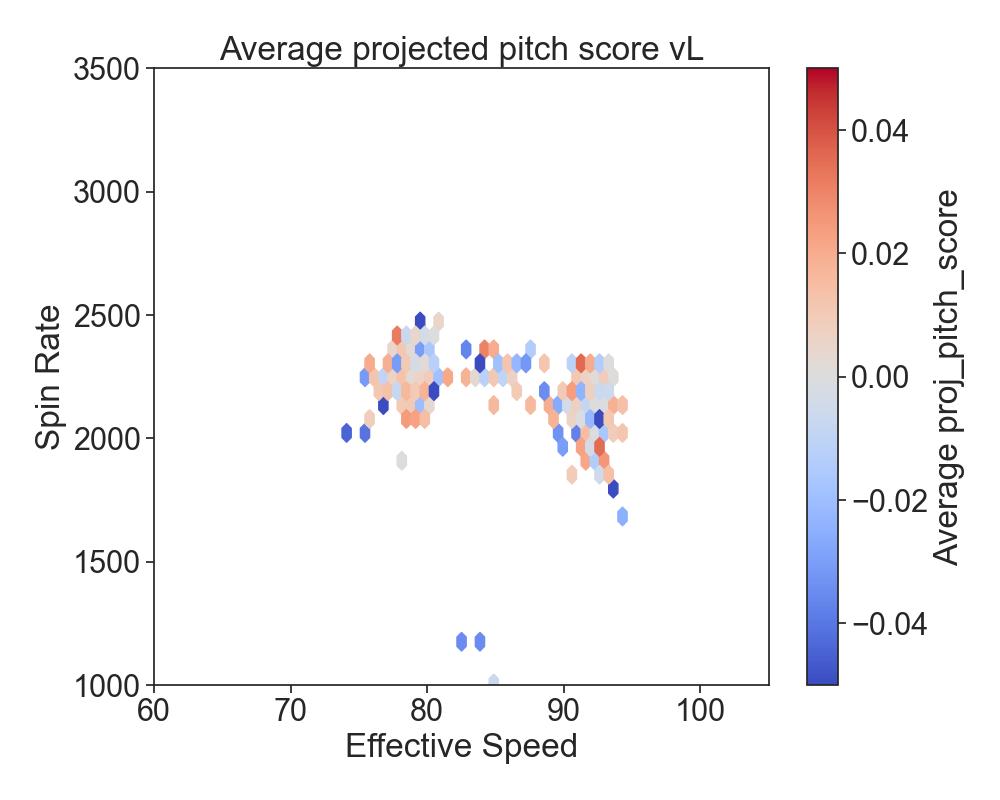 Average projected pitch score vL
3500
3000
2500
2000
1500
1000
Spin Rate
60 70 80 90 100
Effective Speed
0.04
0.02
0.00
−0.02
−0.04
Average proj_pitch_score